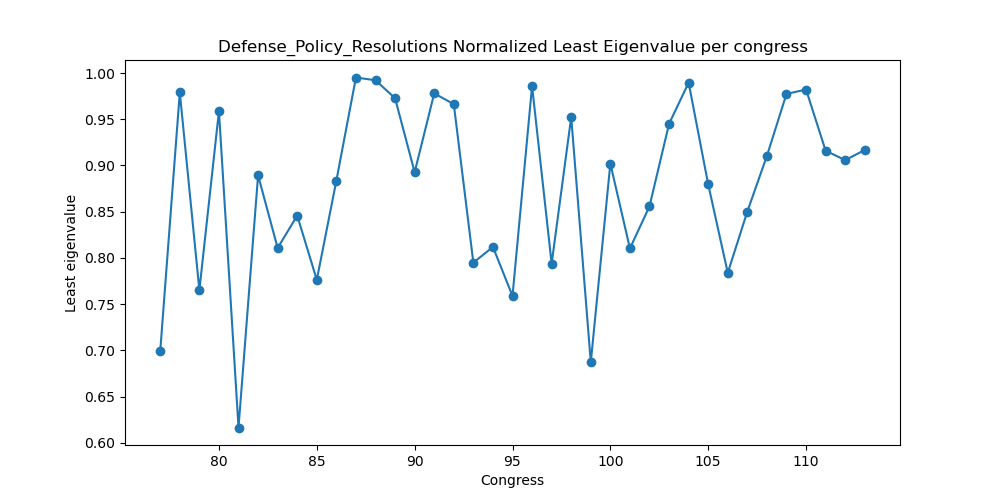 Defense_Policy_Resolutions Normalized Least Eigenvalue per congress
1.00
0.95
0.90
0.85
0.80
0.75
0.70
0.65
0.60
Least eigenvalue
80 85 90 95 100 105 110
Congress